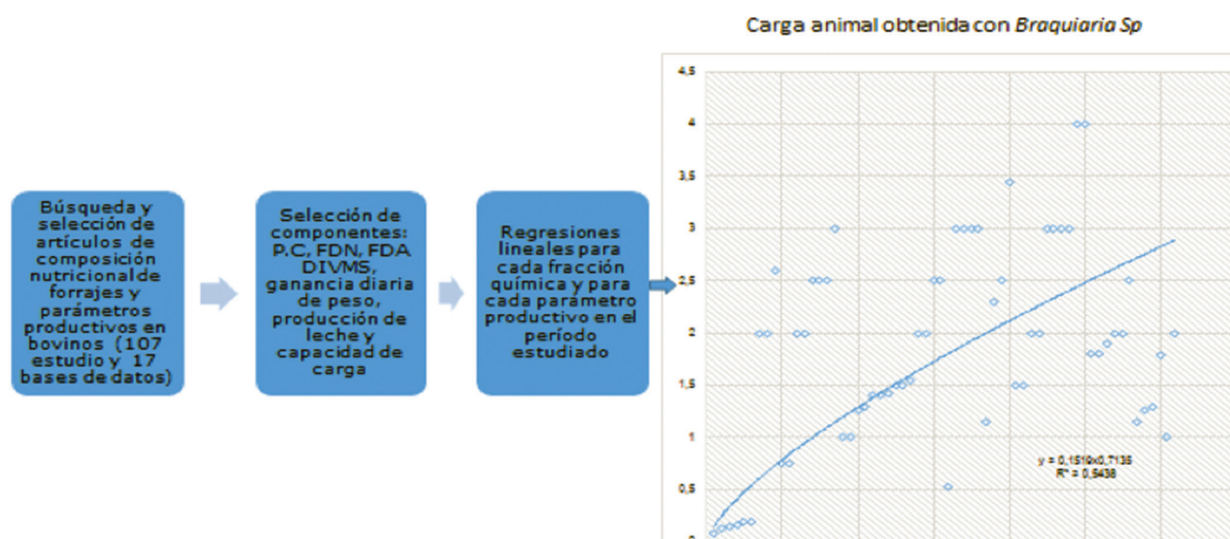 Carga animal obtenida con Braquiaria Sp
Búsqueda y
selección de
artículos de
composición
nutricional de
forrajes y
parámetros
productivos en
bovinos (107
estudio y 17
bases de datos)
Selección de
componentes:
P.C, FDN, FDA
DIVMS,
ganancia diaria
de peso,
producción de
leche y
capacidad de
carga
Regresiones
lineales para
cada fracción
química y para
cada parámetro
productivo en el
período
estudiado
4,5
4
3,5
3
2,5
2
1,5
1
0,5
0
y = 0,1519x0,7135
R² = 0,5438